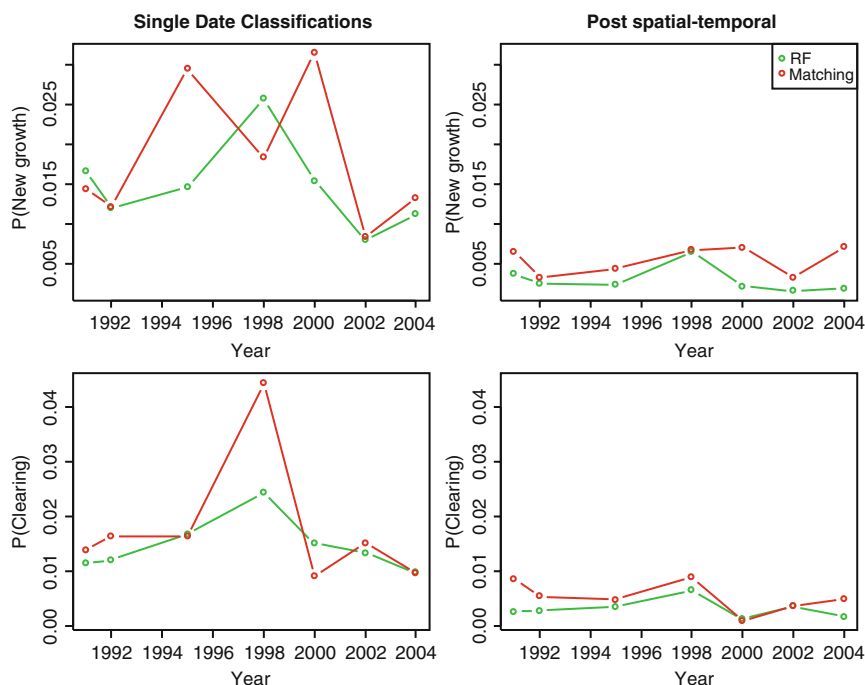 Single Date Classifications
Post spatial-temporal
P(New growth)
0.005
0.015
0.025
1992 1994 1996 1998 2000 2002 2004
Year
P(New growth)
0.005
0.015
0.025
RF
Matching
1992 1994 1996 1998 2000 2002 2004
Year
P(Clearing)
0.00
0.01
0.02
0.03
0.04
1992 1994 1996 1998 2000 2002 2004
Year
P(Clearing)
0.00
0.01
0.02
0.03
0.04
1992 1994 1996 1998 2000 2002 2004
Year